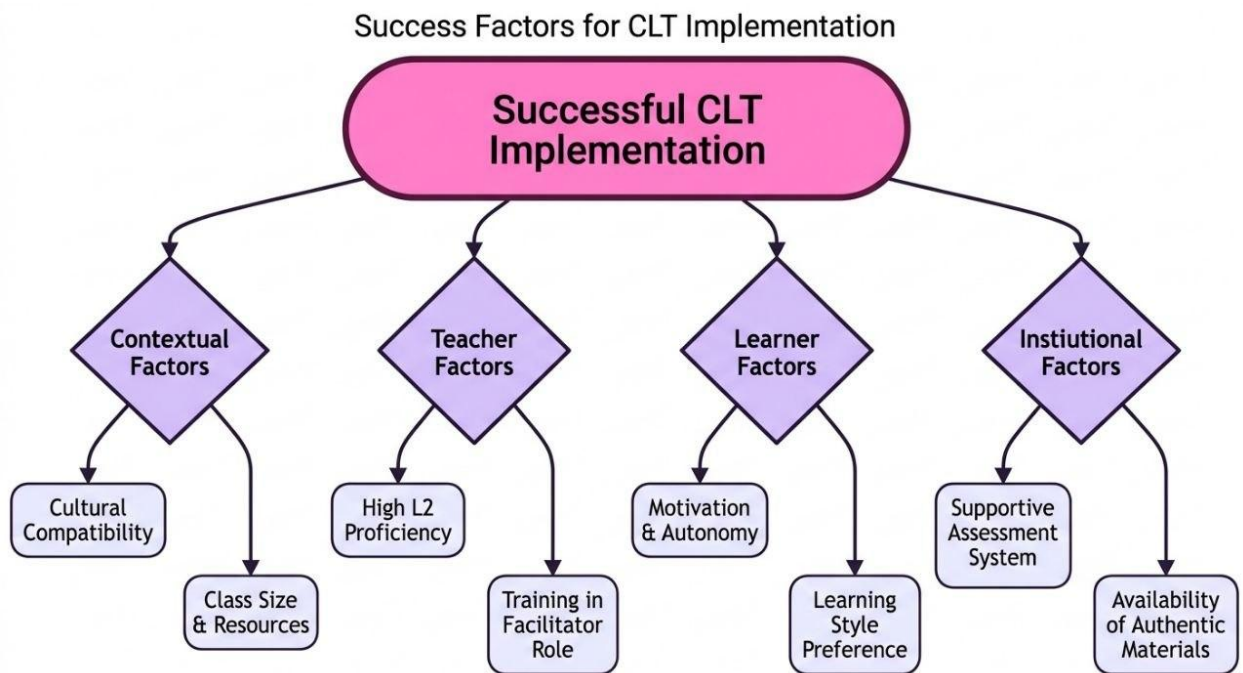 Success Factors for CLT Implementation
Successful CLT
Implementation
Contextual
Factors
Teacher
Factors
Learner
Factors
Instiutional
Factors
Cultural
Compatibility
High L2
Proficiency
Motivation
& Autonomy
Supportive
Assessment
System
Class Size
& Resources
Training in
Facilitator
Role
Learning
Style
Preference
Availability
of Authentic
Materials